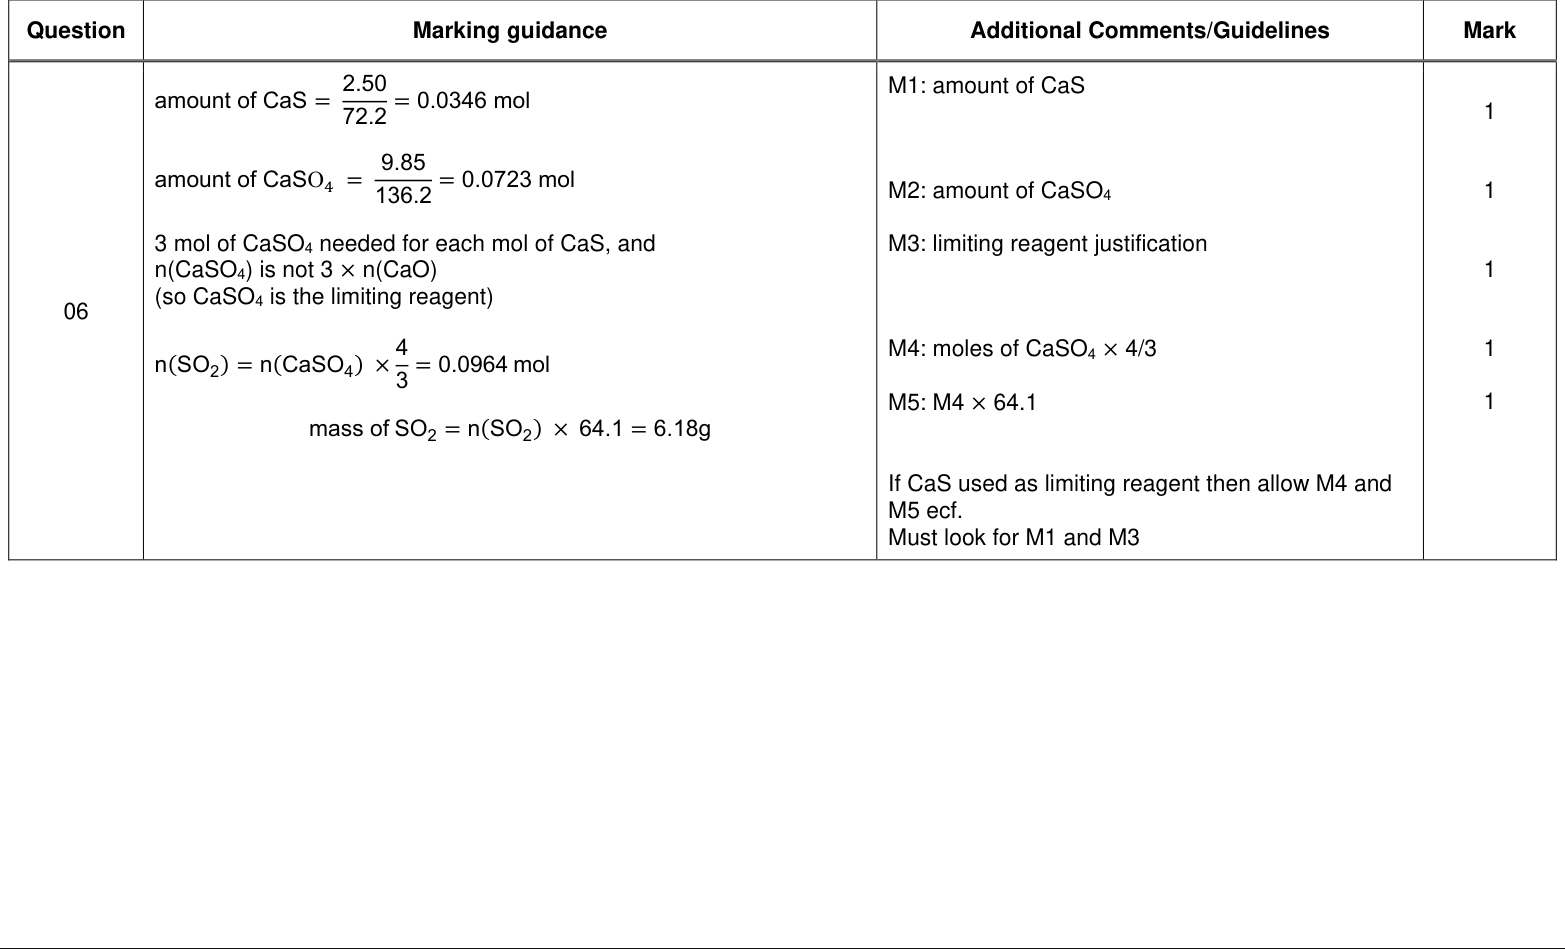 Question Marking guidance Additional Comments/Guidelines Mark
06
amount of CaS = 2.50/72.2 = 0.0346 mol
amount of CaSO₄ = 9.85/136.2 = 0.0723 mol
3 mol of CaSO₄ needed for each mol of CaS, and
n(CaSO₄) is not 3 × n(CaO)
(so CaSO₄ is the limiting reagent)
n(SO₂) = n(CaSO₄) × 4/3 = 0.0964 mol
mass of SO₂ = n(SO₂) × 64.1 = 6.18g
M1: amount of CaS
M2: amount of CaSO₄
M3: limiting reagent justification
M4: moles of CaSO₄ × 4/3
M5: M4 × 64.1
If CaS used as limiting reagent then allow M4 and
M5 ecf.
Must look for M1 and M3
1
1
1
1
1